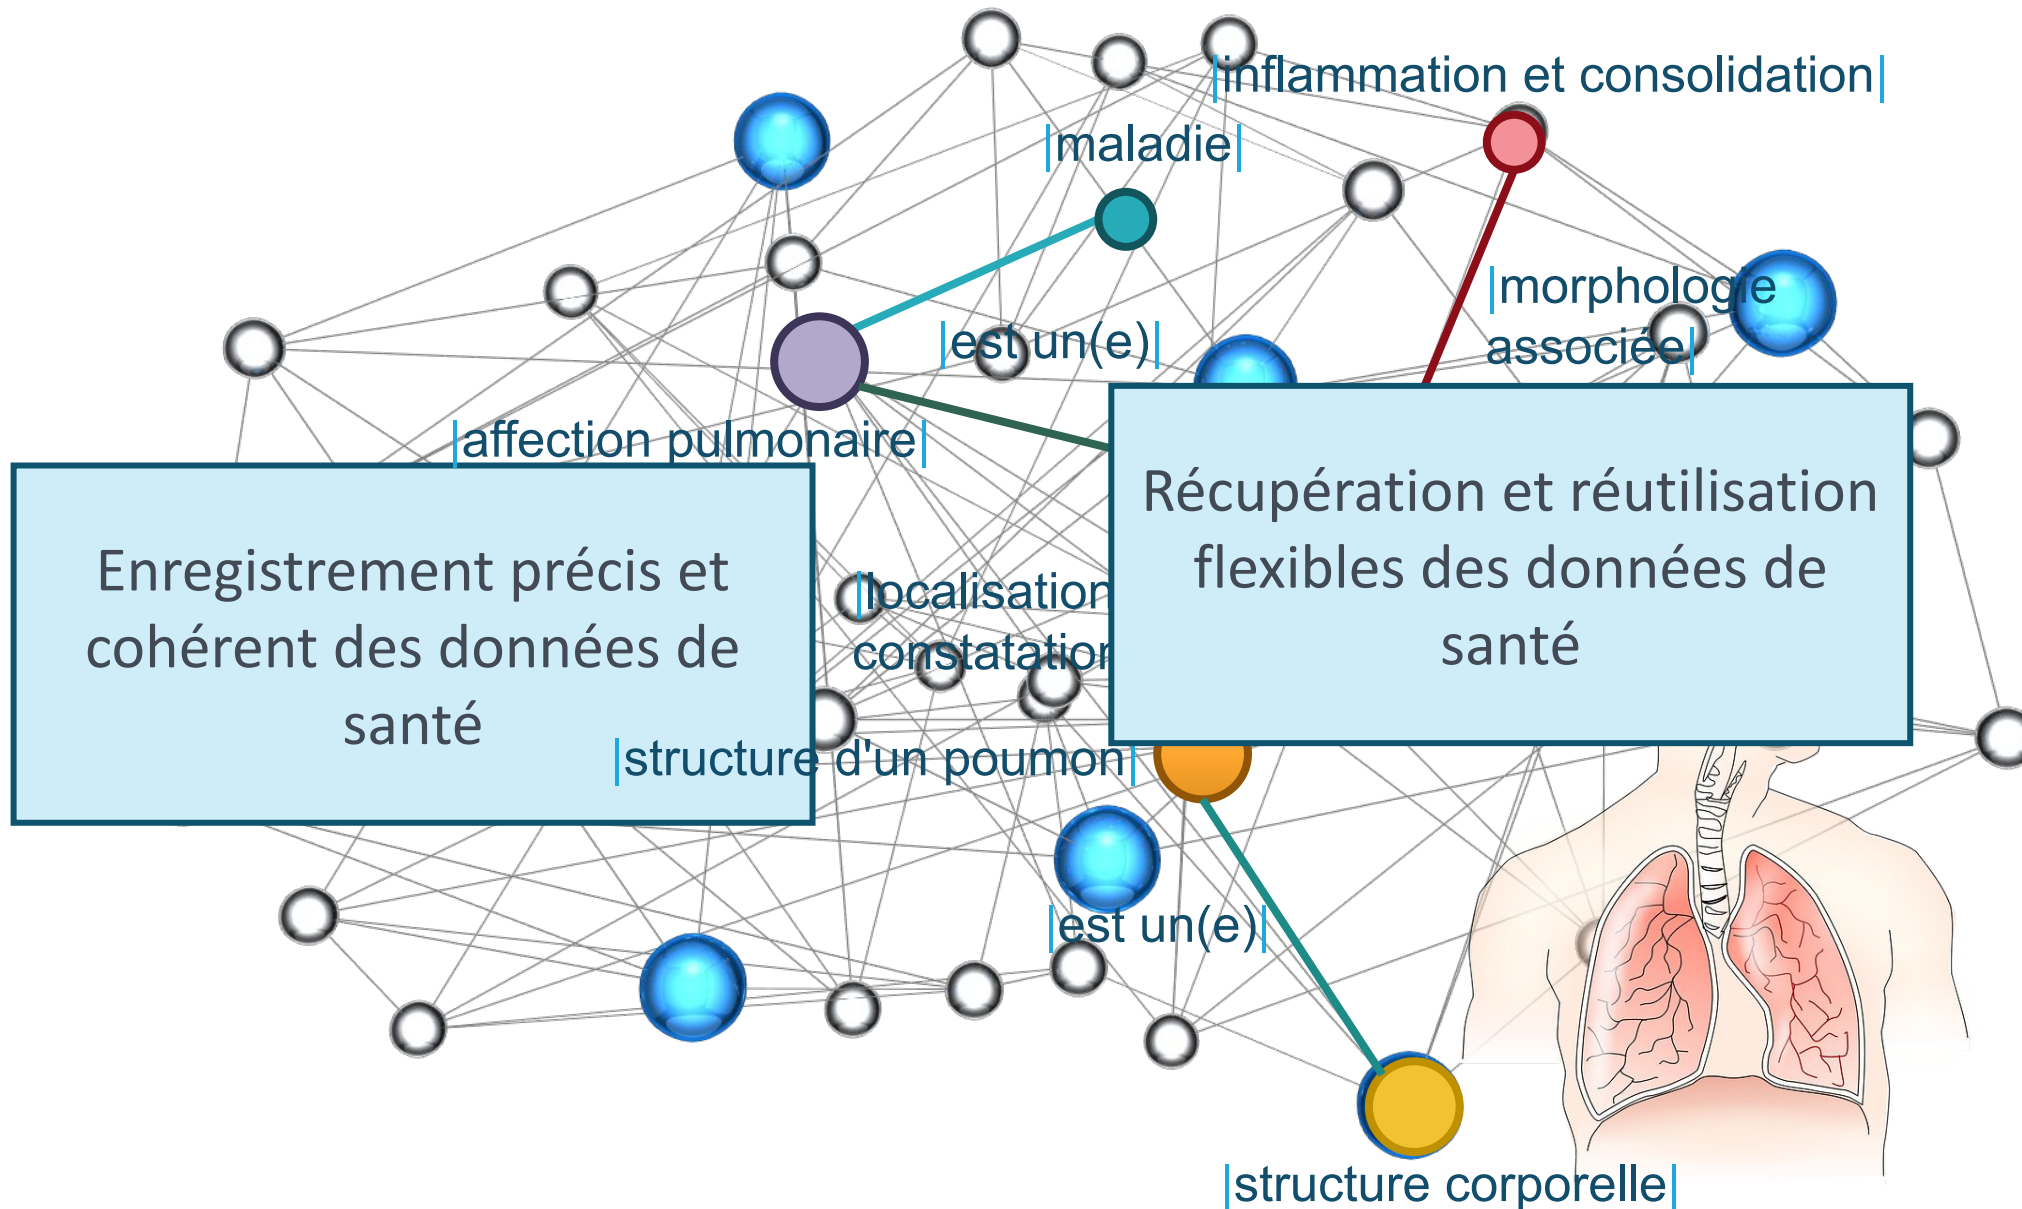 |inflammation et consolidation|
|maladie|
|morphologie
associée|
|est un(e)|
|affection pulmonaire|
Enregistrement précis et
cohérent des données de
santé
Récupération et réutilisation
flexibles des données de
santé
|localisation
|structure d'un poumon|
|est un(e)|
|structure corporelle|